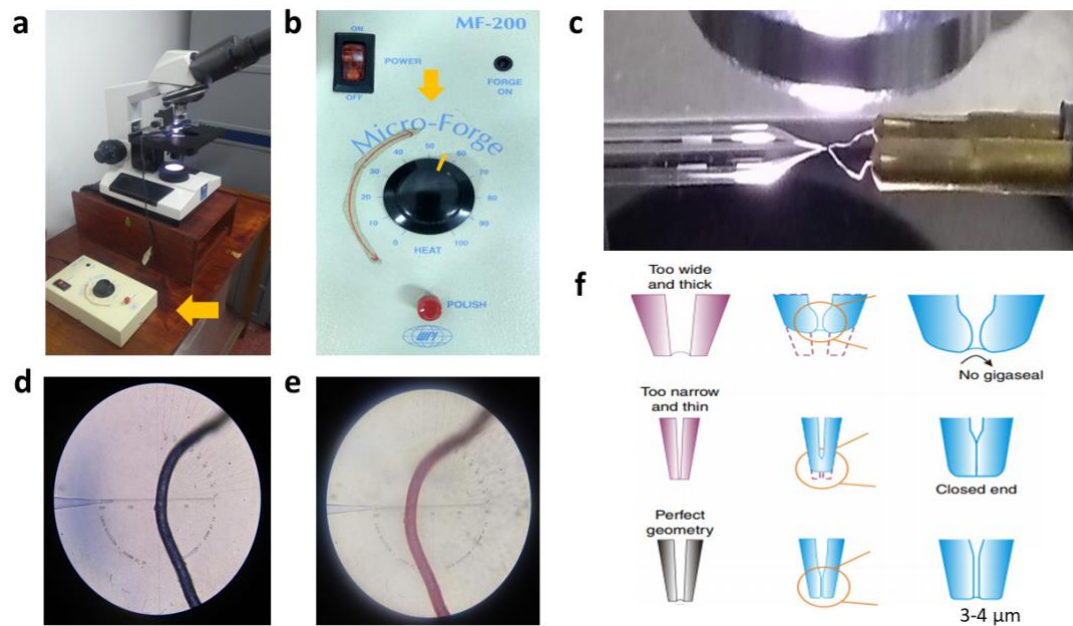 a
b
MF-200
ON
POWER
OFF
FORGE
ON
Micro-Forge
0
10
20
30
40
50
60
70
80
90
100
HEAT
POLISH
WPI
c
d
e
f
Too wide
and thick
No gigaseal
Too narrow
and thin
Closed end
Perfect
geometry
3-4 μm